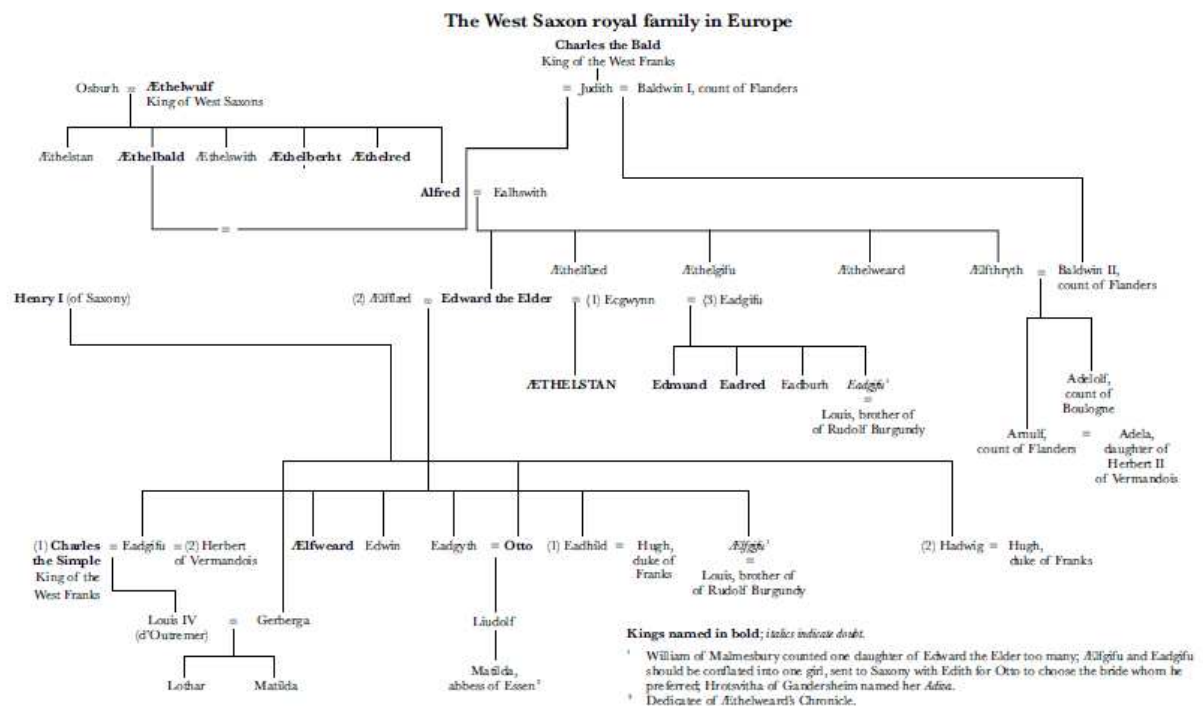 The West Saxon royal family in Europe
Charles the Bald
King of the West Franks
Osburh = Æthelwulf
King of West Saxons
= Judith = Baldwin I, count of Flanders
Æthelstan Æthelbald Æthelswith Æthelberht Æthelred
Alfred = Ealhswith
=
Æthelflæd Æthelgifu Æthelweard Ælfthryth = Baldwin II,
count of Flanders
Henry I (of Saxony) (2) Ælfflæd = Edward the Elder = (1) Ecgwynn = (3) Eadgifu
ÆTHELSTAN Edmund Eadred Eadburh Eadgifu¹
=
Louis, brother of
of Rudolf Burgundy
Adelolf,
count of
Boulogne
Arnulf,
count of Flanders
=
Adela,
daughter of
Herbert II
of Vermandois
(1) Charles
the Simple
King of the
West Franks
= Eadgifu = (2) Herbert
of Vermandois
Ælfweard Edwin Eadgyth = Otto (1) Eadhild = Hugh,
duke of
Franks
Ælfgifu¹
=
Louis, brother of
of Rudolf Burgundy
(2) Hadwig = Hugh,
duke of Franks
Louis IV
(d'Outremer)
= Gerberga
Liudolf
Lothar Matilda
Matilda,
abbess of Essen²
Kings named in bold; italics indicate doubt.
¹ William of Malmesbury counted one daughter of Edward the Elder too many; Ælfgifu and Eadgifu
should be conflated into one girl, sent to Saxony with Edith for Otto to choose the bride whom he
preferred; Hrotsvitha of Gandersheim named her Adiva.
² Dedicatee of Æthelweard's Chronicle.